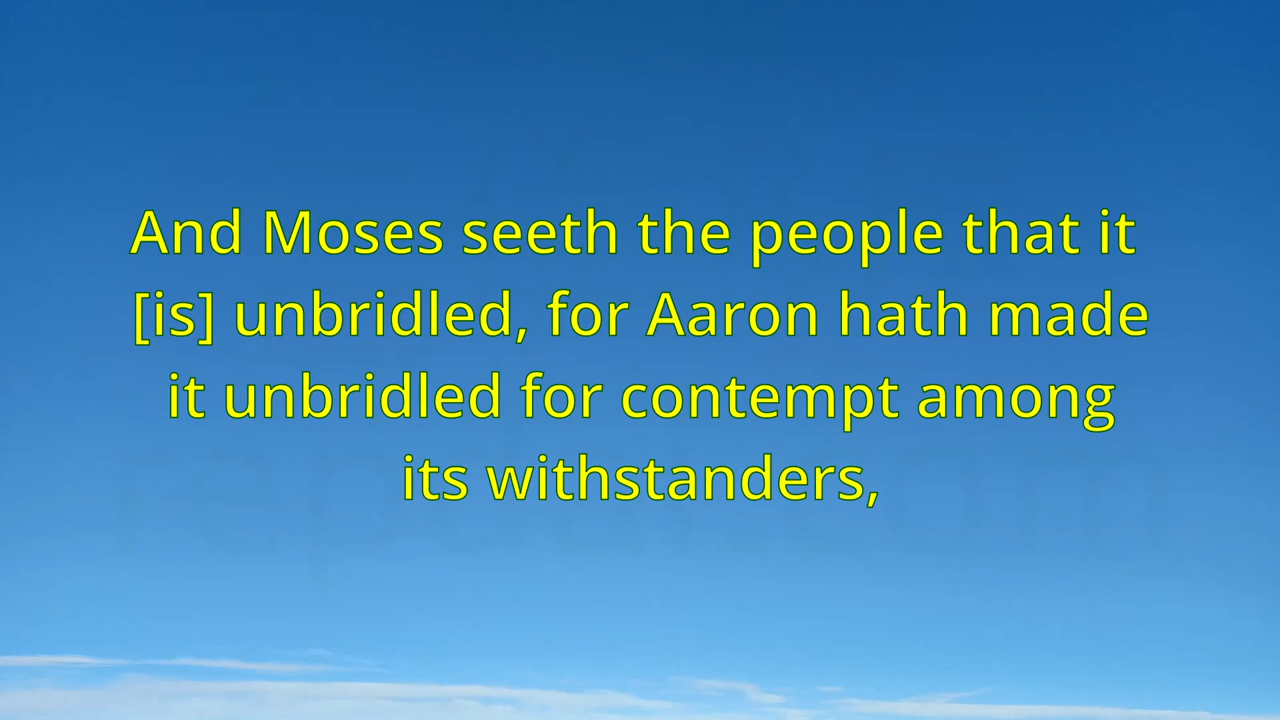 And Moses seeth the people that it
[is] unbridled, for Aaron hath made
it unbridled for contempt among
its withstanders,